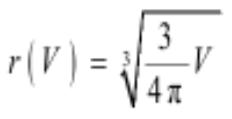 r(V) = ∛(3/(4π) V)